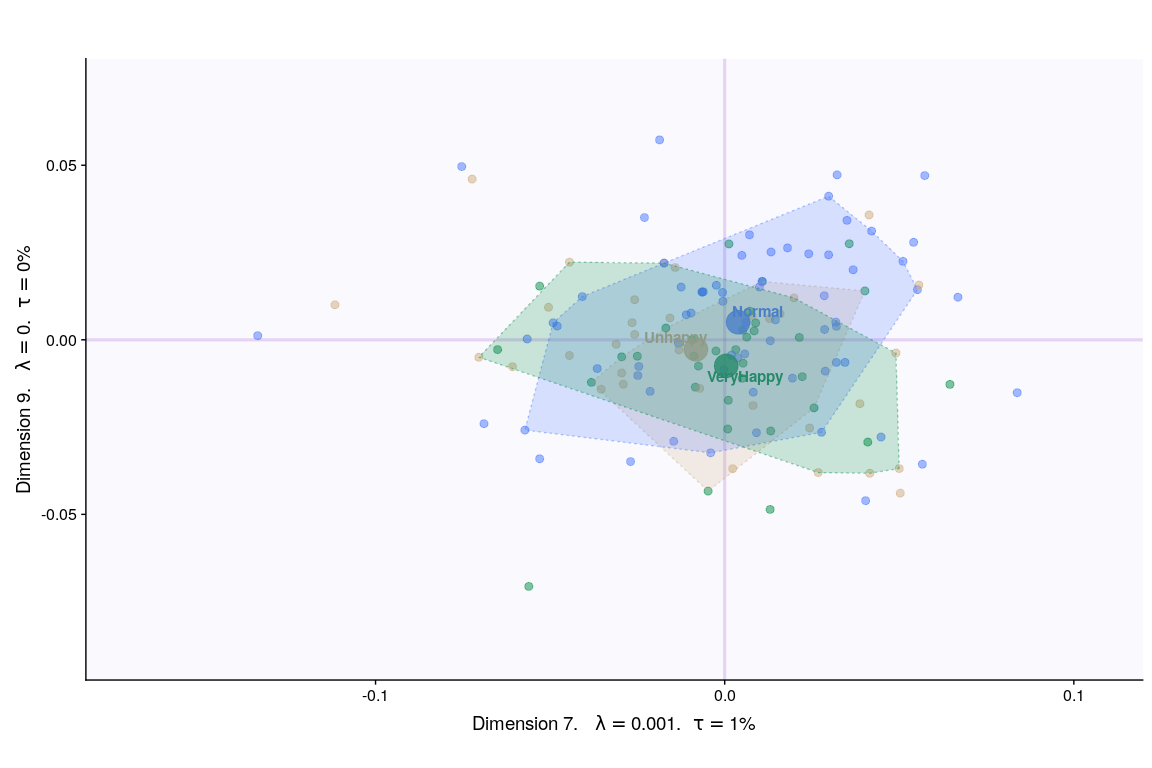 0.05
Normal
Unhappy
0.00
VeryHappy
-0.05
-0.1
0.0
0.1
Dimension 9. λ = 0. τ = 0%
Dimension 7. λ = 0.001. τ = 1%